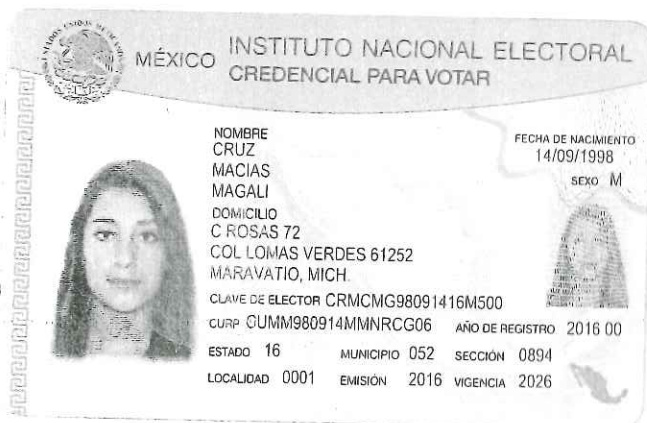 MÉXICO INSTITUTO NACIONAL ELECTORAL
CREDENCIAL PARA VOTAR
NOMBRE
CRUZ
MACIAS
MAGALI
FECHA DE NACIMIENTO
14/09/1998
SEXO M
DOMICILIO
C ROSAS 72
COL LOMAS VERDES 61252
MARAVATIO, MICH.
CLAVE DE ELECTOR CRMCMG98091416M500
CURP CUMM980914MMNRCG06 AÑO DE REGISTRO 2016 00
ESTADO 16 MUNICIPIO 052 SECCIÓN 0894
LOCALIDAD 0001 EMISIÓN 2016 VIGENCIA 2026